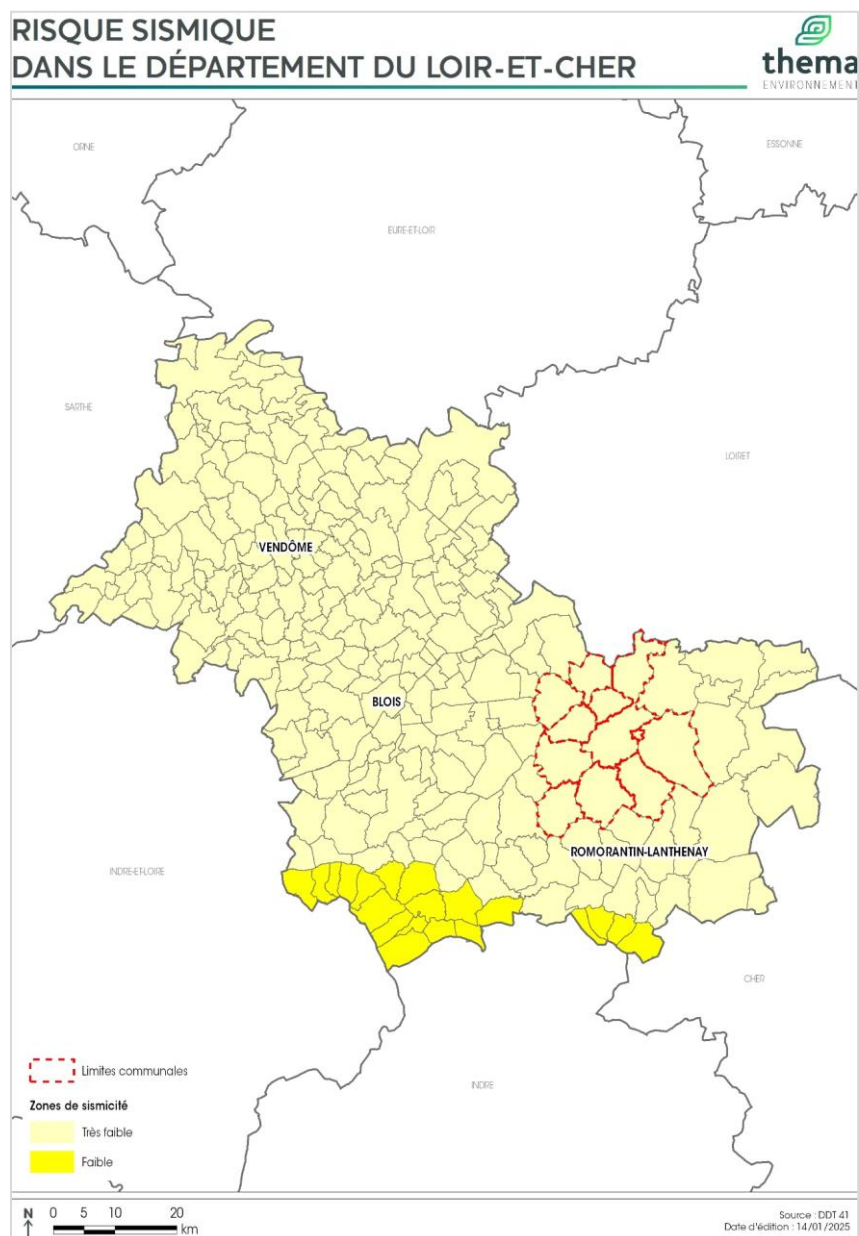 RISQUE SISMIQUE
DANS LE DÉPARTEMENT DU LOIR-ET-CHER
thema
ENVIRONNEMENT
ORNE
ESSONNE
EURE-ET-LOIR
SARTHE
LOIRET
VENDÔME
BLOIS
ROMORANTIN-LANTHENAY
INDRE-ET-LOIRE
CHER
INDRE
Limites communales
Zones de sismicité
Très faible
Faible
N 0 5 10 20
km
Source : DDT 41
Date d'édition : 14/01/2025